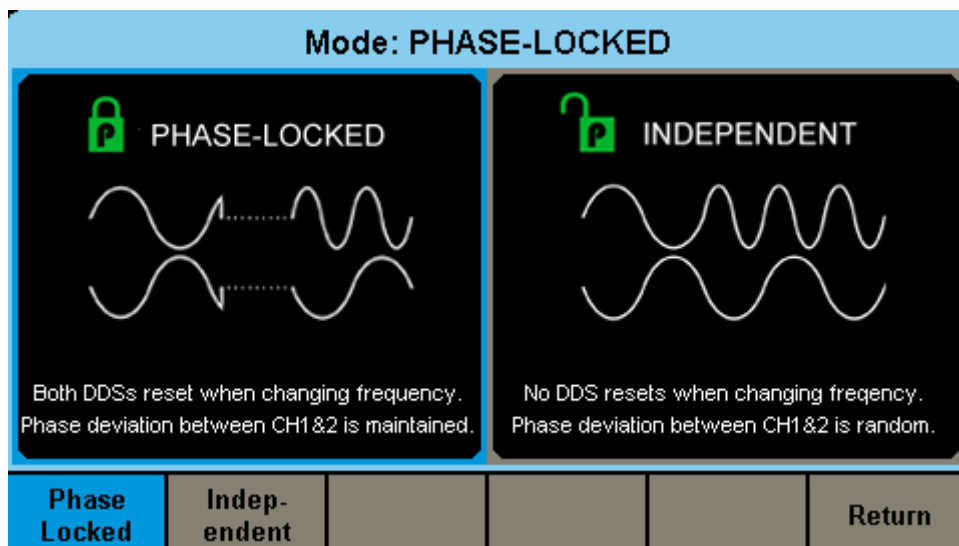 Mode: PHASE-LOCKED
P PHASE-LOCKED
Both DDSs reset when changing frequency.
Phase deviation between CH1&2 is maintained.
P INDEPENDENT
No DDS resets when changing freqency.
Phase deviation between CH1&2 is random.
Phase
Locked
Indep-
endent
Return